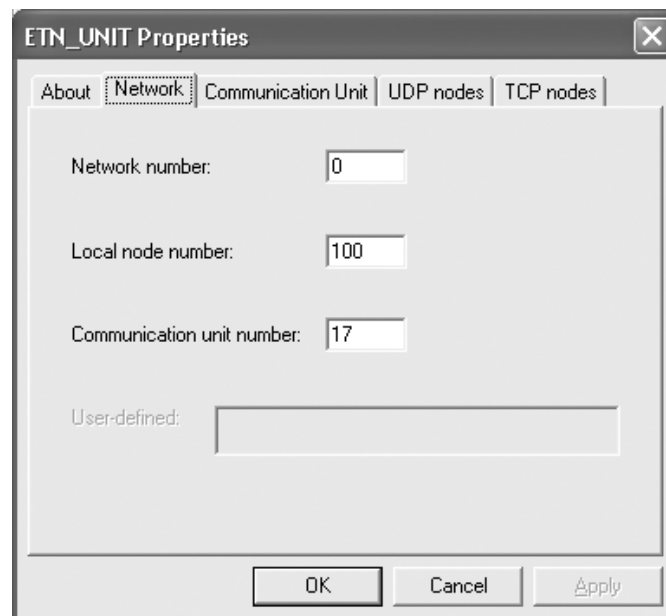 ETN_UNIT Properties
About Network Communication Unit UDP nodes TCP nodes
Network number: 0
Local node number: 100
Communication unit number: 17
User-defined:
OK Cancel Apply